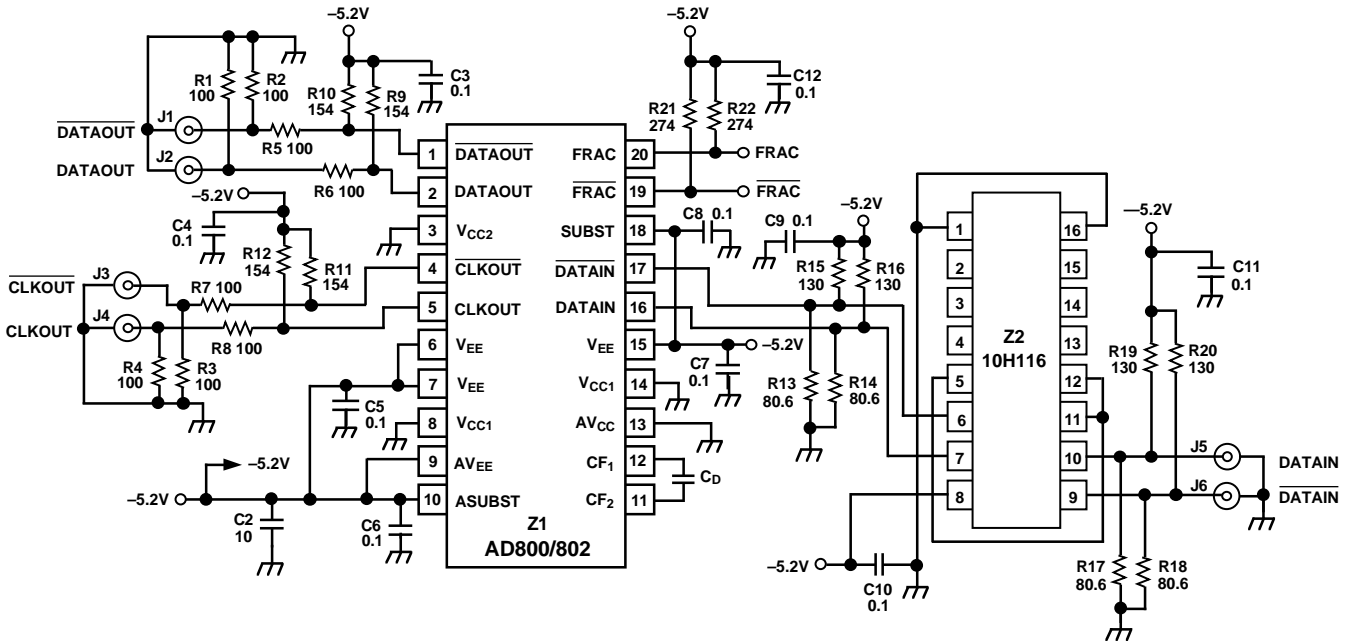 –5.2V
–5.2V
R1
100
R2
100
R10
154
R9
154
C3
0.1
C12
0.1
R21
274
R22
274
DATAOUT
J1
R5 100
DATAOUT
J2
R6 100
–5.2V
C4
0.1
R12
154
R11
154
CLKOUT
J3
R7 100
CLKOUT
J4
R8 100
R4
100
R3
100
C5
0.1
–5.2V
–5.2V
C2
10
C6
0.1
1 DATAOUT
2 DATAOUT
3 VCC2
4 CLKOUT
5 CLKOUT
6 VEE
7 VEE
8 VCC1
9 AVEE
10 ASUBST
FRAC 20
FRAC 19
SUBST 18
DATAIN 17
DATAIN 16
VEE 15
VCC1 14
AVCC 13
CF1 12
CF2 11
Z1
AD800/802
FRAC
FRAC
C8 0.1
C9 0.1
–5.2V
R15
130
R16
130
–5.2V
C7
0.1
R13
80.6
R14
80.6
CD
1
2
3
4
5
6
7
8
Z2
10H116
16
15
14
13
12
11
10
9
–5.2V
C10
0.1
—5.2V
C11
0.1
R19
130
R20
130
J5
DATAIN
J6
DATAIN
R17
80.6
R18
80.6